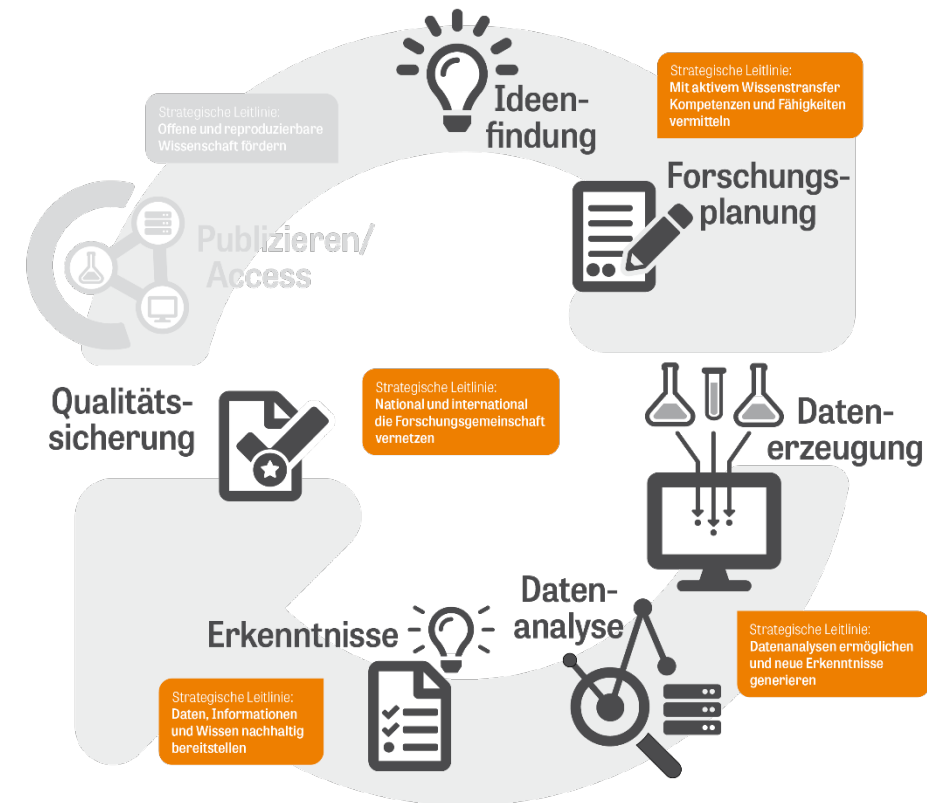 Ideen-
findung
Strategische Leitlinie:
Mit aktivem Wissenstransfer
Kompetenzen und Fähigkeiten
vermitteln
Strategische Leitlinie:
Offene und reproduzierbare
Wissenschaft fördern
Forschungs-
planung
Publizieren/
Access
Qualitäts-
sicherung
Strategische Leitlinie:
National und international
die Forschungsgemeinschaft
vernetzen
Daten-
erzeugung
Daten-
analyse
Erkenntnisse
Strategische Leitlinie:
Datenanalysen ermöglichen
und neue Erkenntnisse
generieren
Strategische Leitlinie:
Daten, Informationen
und Wissen nachhaltig
bereitstellen